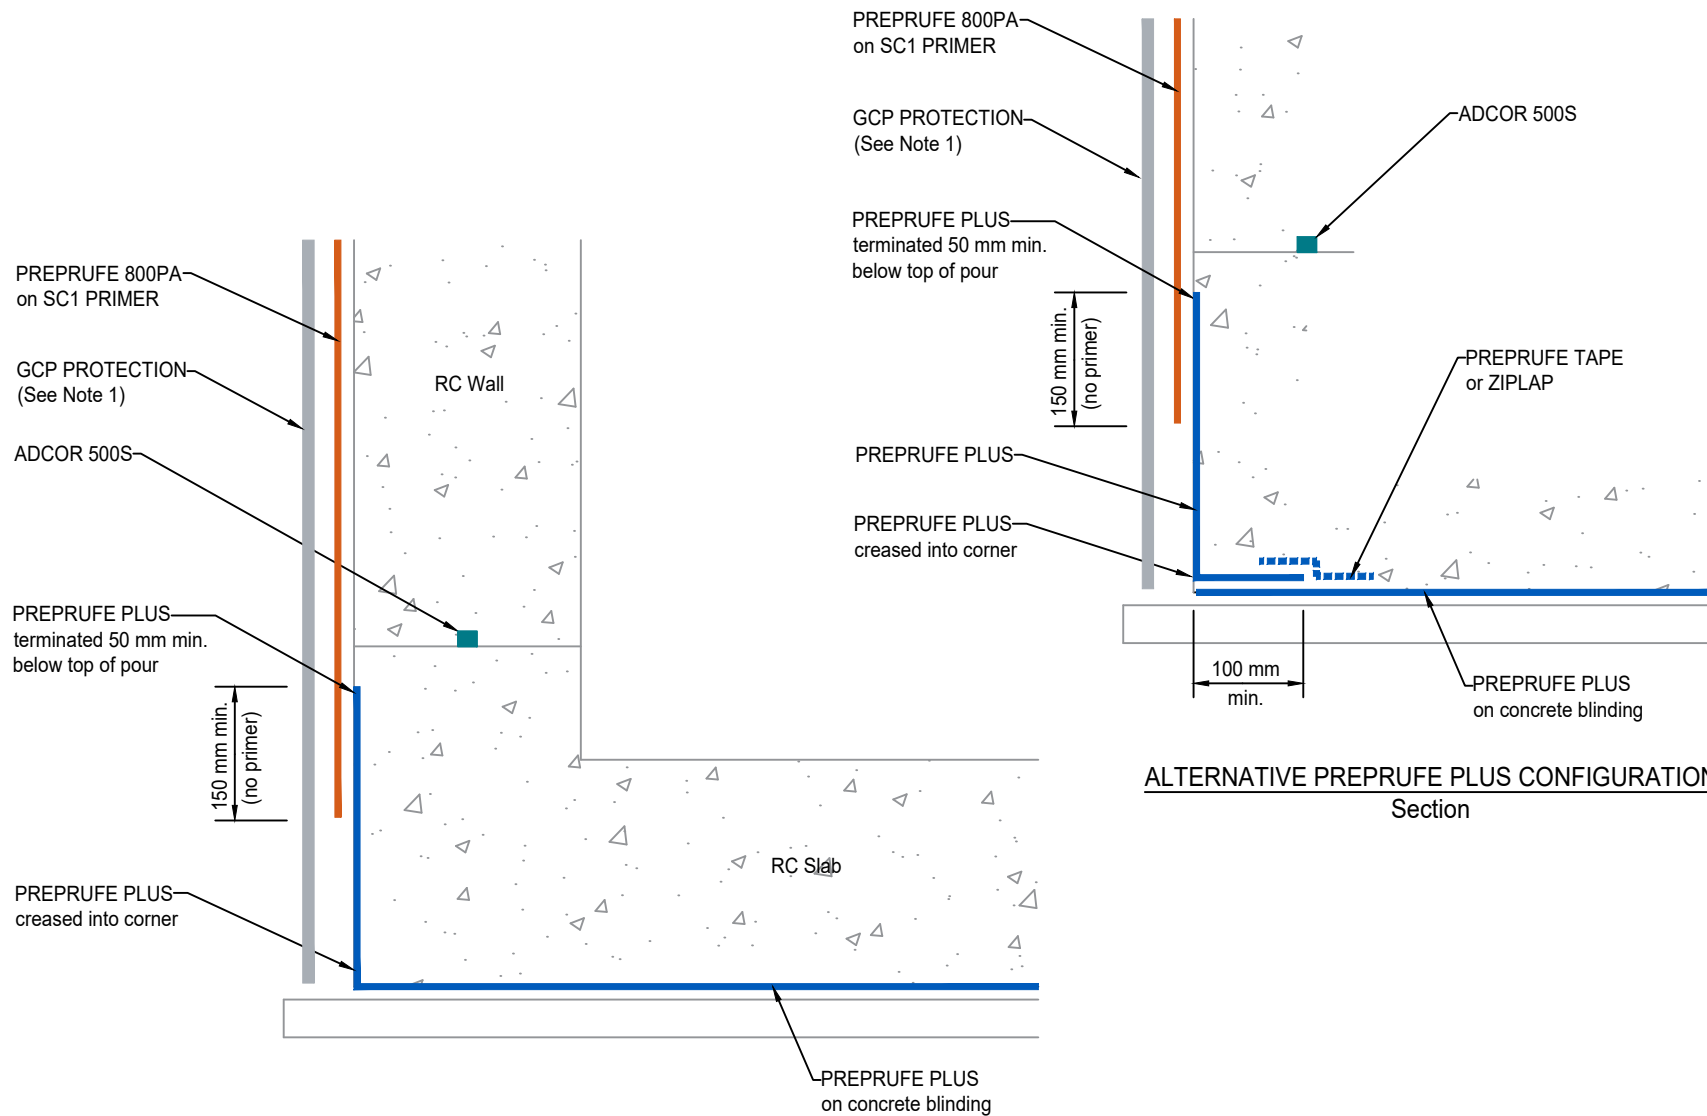 PREPRUFE 800PA
on SC1 PRIMER
GCP PROTECTION
(See Note 1)
ADCOR 500S
PREPRUFE PLUS
terminated 50 mm min.
below top of pour
150 mm min.
(no primer)
PREPRUFE PLUS
creased into corner
RC Wall
RC Slab
PREPRUFE PLUS
on concrete blinding
PREPRUFE 800PA
on SC1 PRIMER
GCP PROTECTION
(See Note 1)
PREPRUFE PLUS
terminated 50 mm min.
below top of pour
150 mm min.
(no primer)
PREPRUFE PLUS
PREPRUFE PLUS
creased into corner
ADCOR 500S
PREPRUFE TAPE
or ZIPLAP
100 mm
min.
PREPRUFE PLUS
on concrete blinding
ALTERNATIVE PREPRUFE PLUS CONFIGURATION
Section